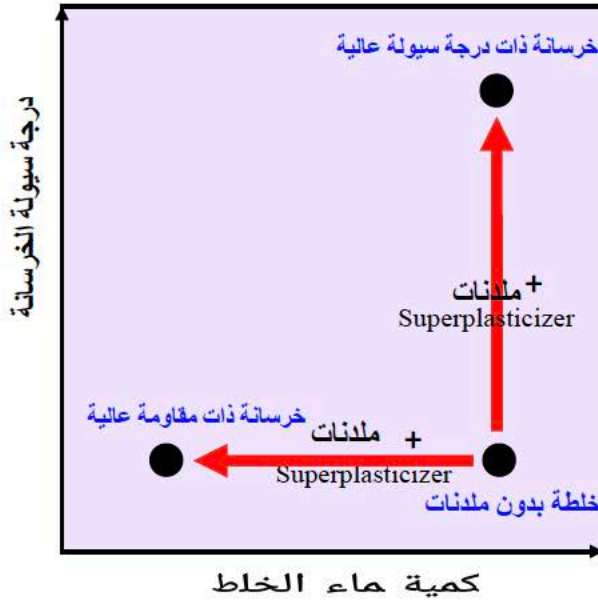 خرسانة ذات درجة سيولة عالية
درجة سيولة الخرسانة
ملدنات +
Superplasticizer
خرسانة ذات مقاومة عالية
ملدنات +
Superplasticizer
خلطة بدون ملدنات
كمية ماء الخلط